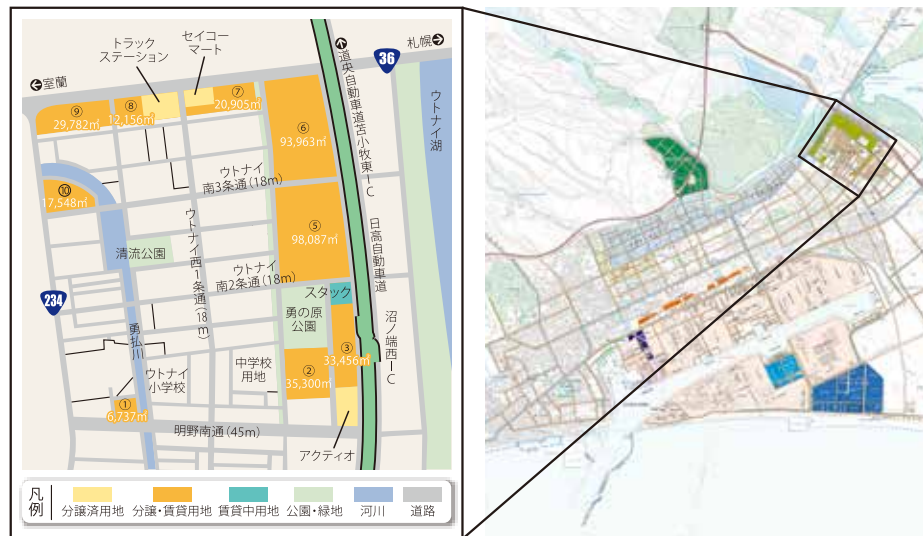 トラック
ステーション
セイコー
マート
札幌
36
室蘭
道央自動車道苫小牧東IC
⑨
29,782㎡
⑧
12,156㎡
⑦
20,905㎡
⑥
93,963㎡
ウトナイ湖
ウトナイ
南3条通(18m)
⑩
17,548㎡
⑤
98,087㎡
清流公園
ウトナイ西1条通(18m)
日高自動車道
ウトナイ
南2条通(18m)
234
スタック
勇の原
公園
沼ノ端西IC
勇払川
③
33,456㎡
中学校
用地
②
35,300㎡
ウトナイ
小学校
①
6,737㎡
明野南通(45m)
アクティオ
凡例
分譲済用地
分譲・賃貸用地
賃貸中用地
公園・緑地
河川
道路